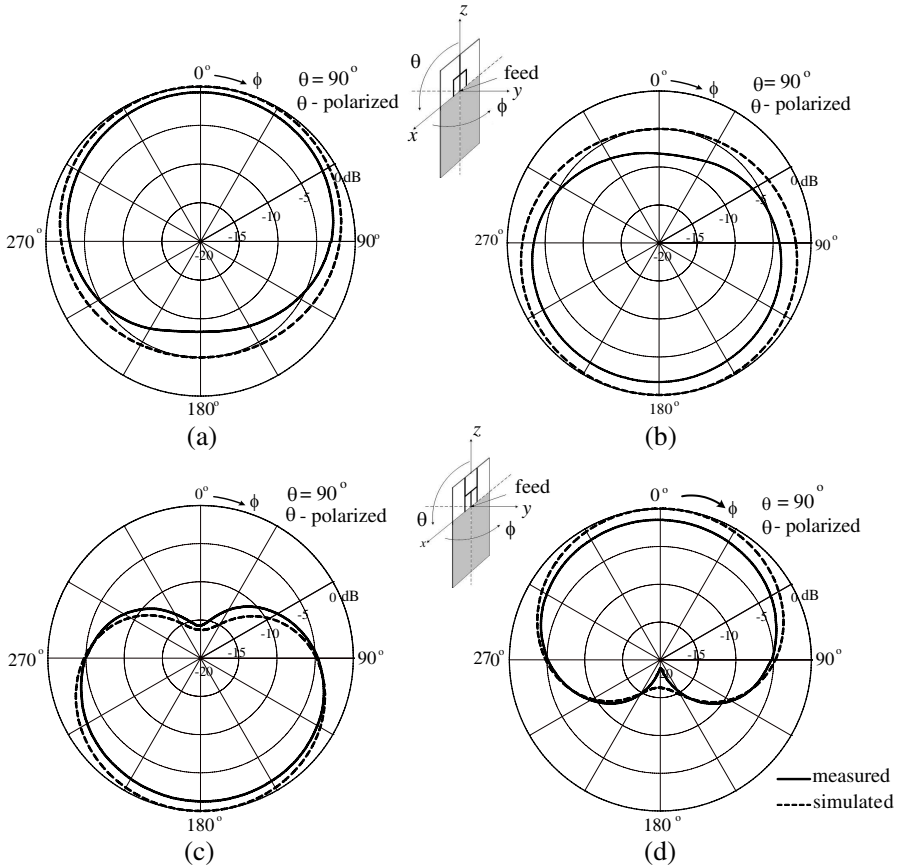 z
θ
feed
y
φ
x
0° φ
θ = 90°
θ - polarized
0 dB
-5
-10
-15
-20
270°
90°
180°
(a)
0° φ
θ = 90°
θ - polarized
0 dB
-5
-10
-15
-20
270°
90°
180°
(b)
z
feed
y
θ
φ
x
0° φ
θ = 90°
θ - polarized
0 dB
-5
-10
-15
-20
270°
90°
180°
(c)
0° φ
θ = 90°
θ - polarized
0 dB
-5
-10
-15
270°
90°
180°
(d)
measured
simulated